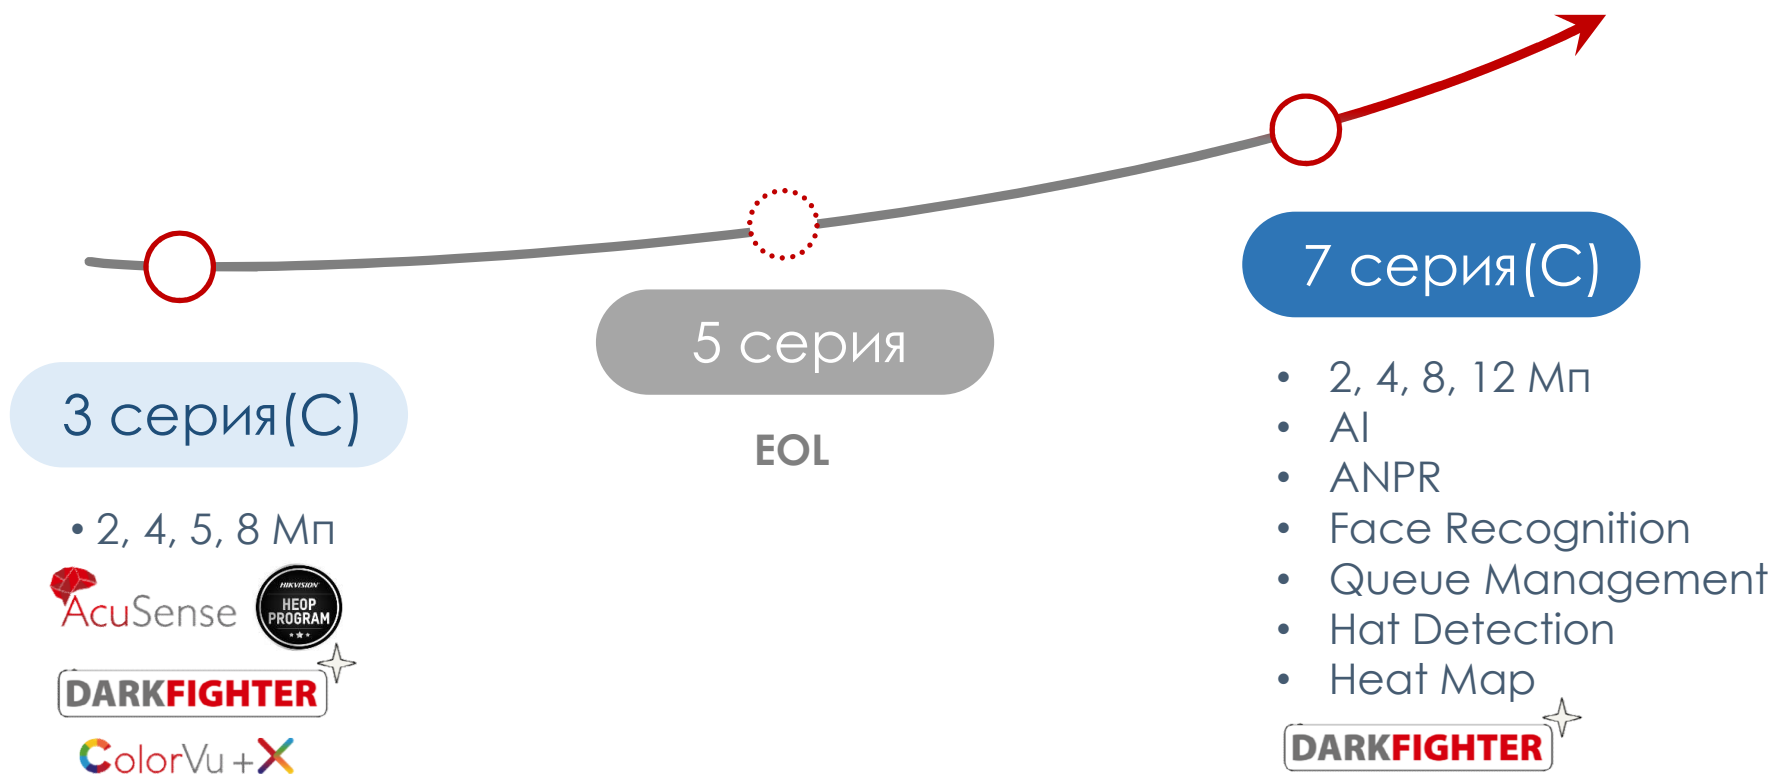 3 серия(C)
• 2, 4, 5, 8 Мп
AcuSense
HIKVISION
HEOP
PROGRAM
DARKFIGHTER
ColorVu +X
5 серия
EOL
7 серия(C)
• 2, 4, 8, 12 Мп
• AI
• ANPR
• Face Recognition
• Queue Management
• Hat Detection
• Heat Map
DARKFIGHTER